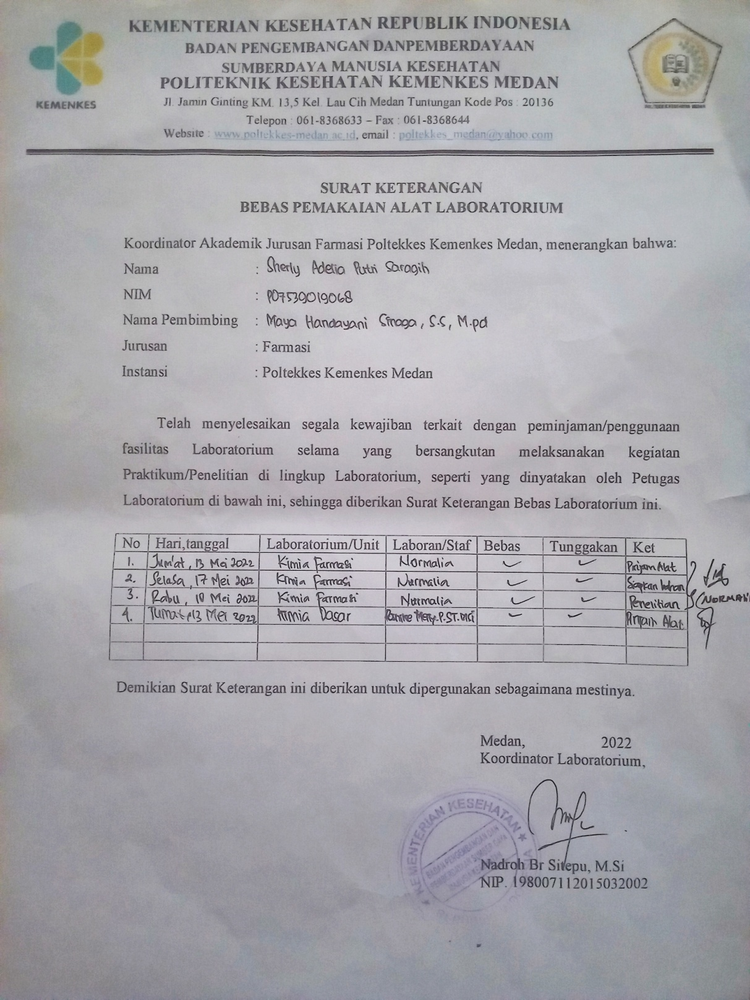 KEMENTERIAN KESEHATAN REPUBLIK INDONESIA
BADAN PENGEMBANGAN DANPEMBERDAYAAN
SUMBERDAYA MANUSIA KESEHATAN
POLITEKNIK KESEHATAN KEMENKES MEDAN
KEMENKES
Jl. Jamin Ginting KM. 13,5 Kel. Lau Cih Medan Tuntungan Kode Pos : 20136
Telepon : 061-8368633 – Fax : 061-8368644
Website : www.poltekkes-medan.ac.id, email : poltekkes_medan@yahoo.com
SURAT KETERANGAN
BEBAS PEMAKAIAN ALAT LABORATORIUM
Koordinator Akademik Jurusan Farmasi Poltekkes Kemenkes Medan, menerangkan bahwa:
Nama : Sherly Adelia Putri Saragih
NIM : P07539019068
Nama Pembimbing : Maya Handayani Sinaga, S.S, M.pd
Jurusan : Farmasi
Instansi : Poltekkes Kemenkes Medan
Telah menyelesaikan segala kewajiban terkait dengan peminjaman/penggunaan
fasilitas Laboratorium selama yang bersangkutan melaksanakan kegiatan
Praktikum/Penelitian di lingkup Laboratorium, seperti yang dinyatakan oleh Petugas
Laboratorium di bawah ini, sehingga diberikan Surat Keterangan Bebas Laboratorium ini.
No Hari,tanggal Laboratorium/Unit Laboran/Staf Bebas Tunggakan Ket
1. Jum'at, 13 Mei 2022 Kimia Farmasi Normalia ✓ ✓ Pinjam Alat
2. Selasa, 17 Mei 2022 Kimia Farmasi Nurmalia ✓ ✓ Siapkan bahan
3. Rabu, 18 Mei 2022 Kimia Farmasi Nurmalia ✓ ✓ Penelitian (NORMALI
4. Jumat, 13 Mei 2022 Kimia Dasar ✓ ✓ Pinjam Alat
Demikian Surat Keterangan ini diberikan untuk dipergunakan sebagaimana mestinya.
Medan, 2022
Koordinator Laboratorium,
KEMENTERIAN KESEHATAN
BADAN PENGEMBANGAN DAN
PEMBERDAYAAN SUMBER DAYA
MANUSIA KESEHATAN
Nadroh Br Sitepu, M.Si
NIP. 198007112015032002